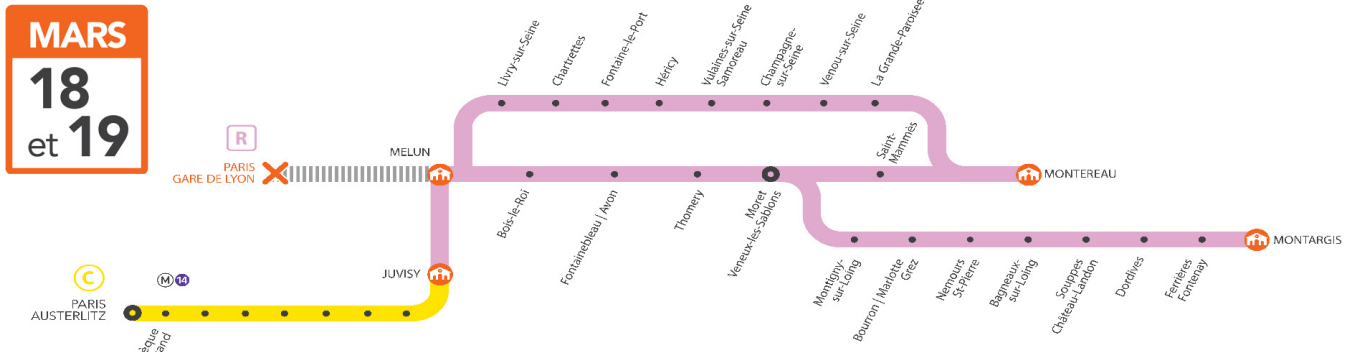 MARS
18
et 19
R
PARIS
GARE DE LYON
MELUN
Livry-sur-Seine
Chartrettes
Fontaine-le-Port
Héricy
Vulaines-sur-Seine
Samoreau
Champagne-
sur-Seine
Venou-sur-Seine
La Grande-Paroisee
Bois-le-Roi
Fontainebleau | Avon
Thomery
Moret
Veneux-les-Sablons
Saint-
Mammès
MONTEREAU
Montigny-
sur-Loing
Bourron | Marlotte
Grez
Nemours
St-Pierre
Bagneaux-
sur-Loing
Souppes
Château-Landon
Dordives
Ferrières
Fontenay
MONTARGIS
JUVISY
C
M 14
PARIS
AUSTERLITZ